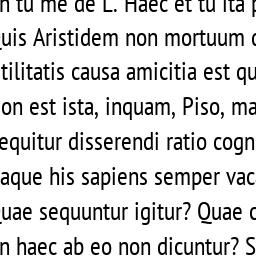 n tu me de L. Haec et tu ita p
uis Aristidem non mortuum
tilitatis causa amicitia est qu
on est ista, inquam, Piso, ma
equitur disserendi ratio cogn
aque his sapiens semper vac
uae sequuntur igitur? Quae
n haec ab eo non dicuntur? S